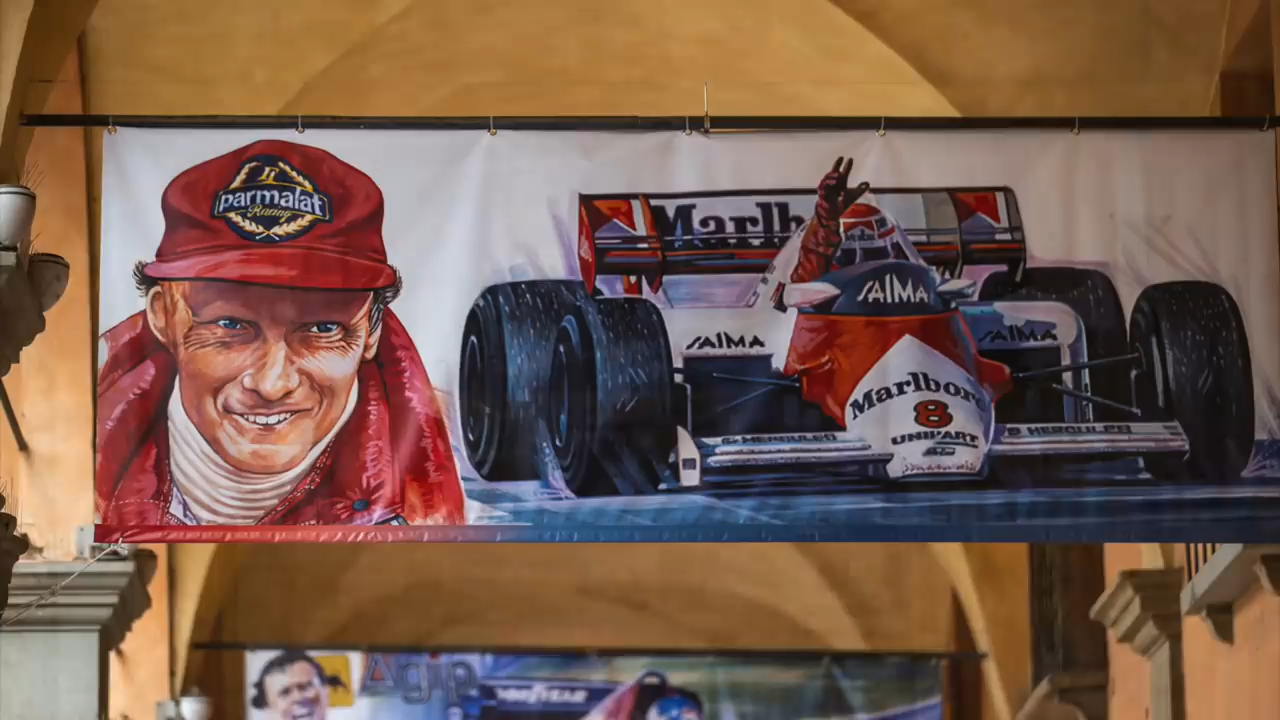 parmalat
Racing
Marlb
SAIMA
SAIMA
SAIMA
Marlboro
8
UNIPART
HERCULES
HERCULES
Agip
GOODYEAR